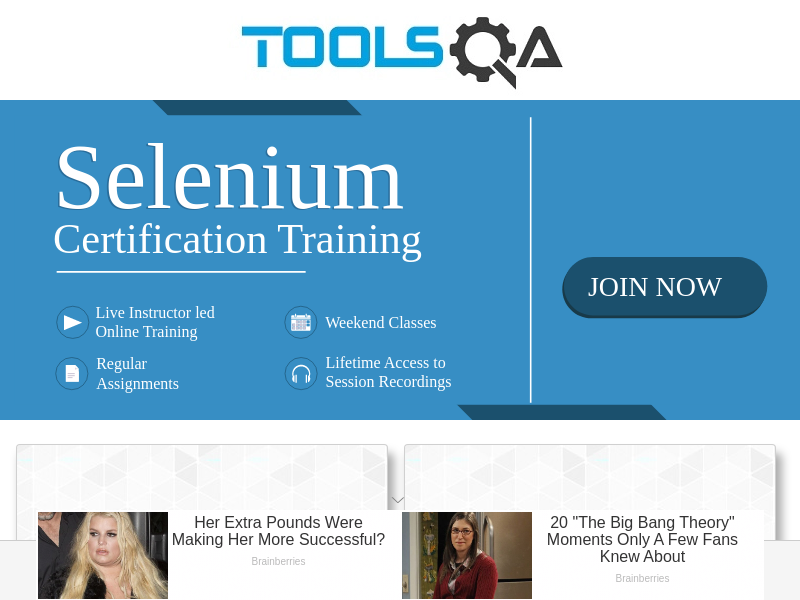 TOOLSQA
Selenium
Certification Training
Live Instructor led
Online Training
Weekend Classes
Regular
Assignments
Lifetime Access to
Session Recordings
JOIN NOW
Her Extra Pounds Were
Making Her More Successful?
Brainberries
20 "The Big Bang Theory"
Moments Only A Few Fans
Knew About
Brainberries